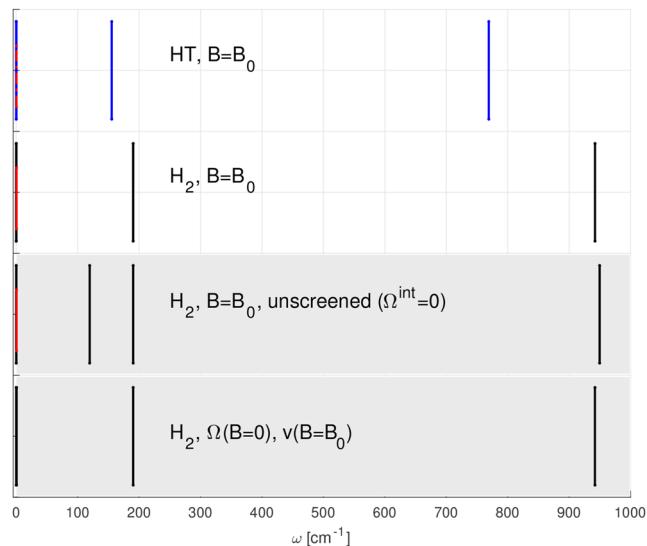 HT, B=B₀
H₂, B=B₀
H₂, B=B₀, unscreened (Ωⁱⁿᵗ=0)
H₂, Ω(B=0), v(B=B₀)
0 100 200 300 400 500 600 700 800 900 1000
ω [cm⁻¹]